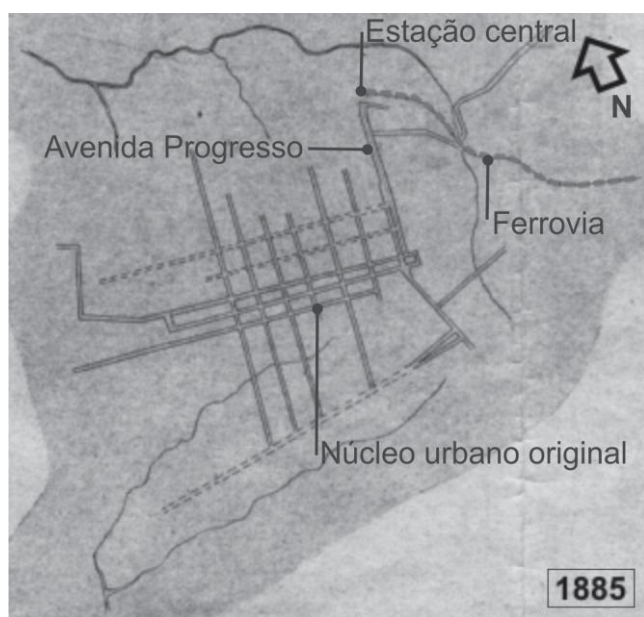 Estação central
N
Avenida Progresso
Ferrovia
Núcleo urbano original
1885